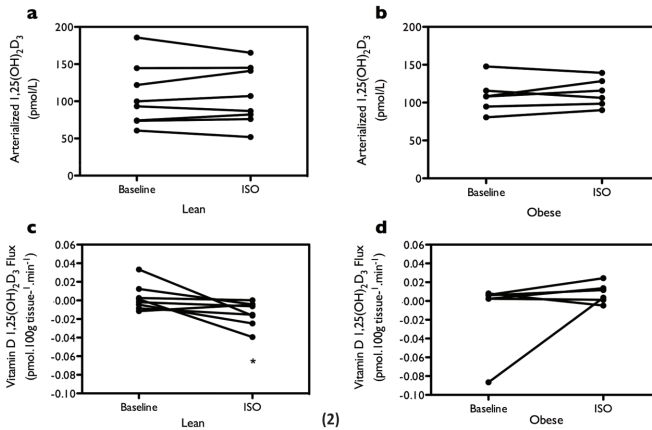 a
Arterialized 1,25(OH)₂D₃
(pmol/L)
200
150
100
50
0
Baseline
ISO
Lean
b
Arterialized 1,25(OH)₂D₃
(pmol/L)
200
150
100
50
0
Baseline
ISO
Obese
c
Vitamin D 1,25(OH)₂D₃ Flux
(pmol.100g tissue-¹.min⁻¹)
0.06
0.04
0.02
-0.00
-0.02
-0.04
-0.06
-0.08
-0.10
*
Baseline
ISO
Lean
d
Vitamin D 1,25(OH)₂D₃ Flux
(pmol.100g tissue-¹.min⁻¹)
0.06
0.04
0.02
-0.00
-0.02
-0.04
-0.06
-0.08
-0.10
Baseline
ISO
Obese
(2)